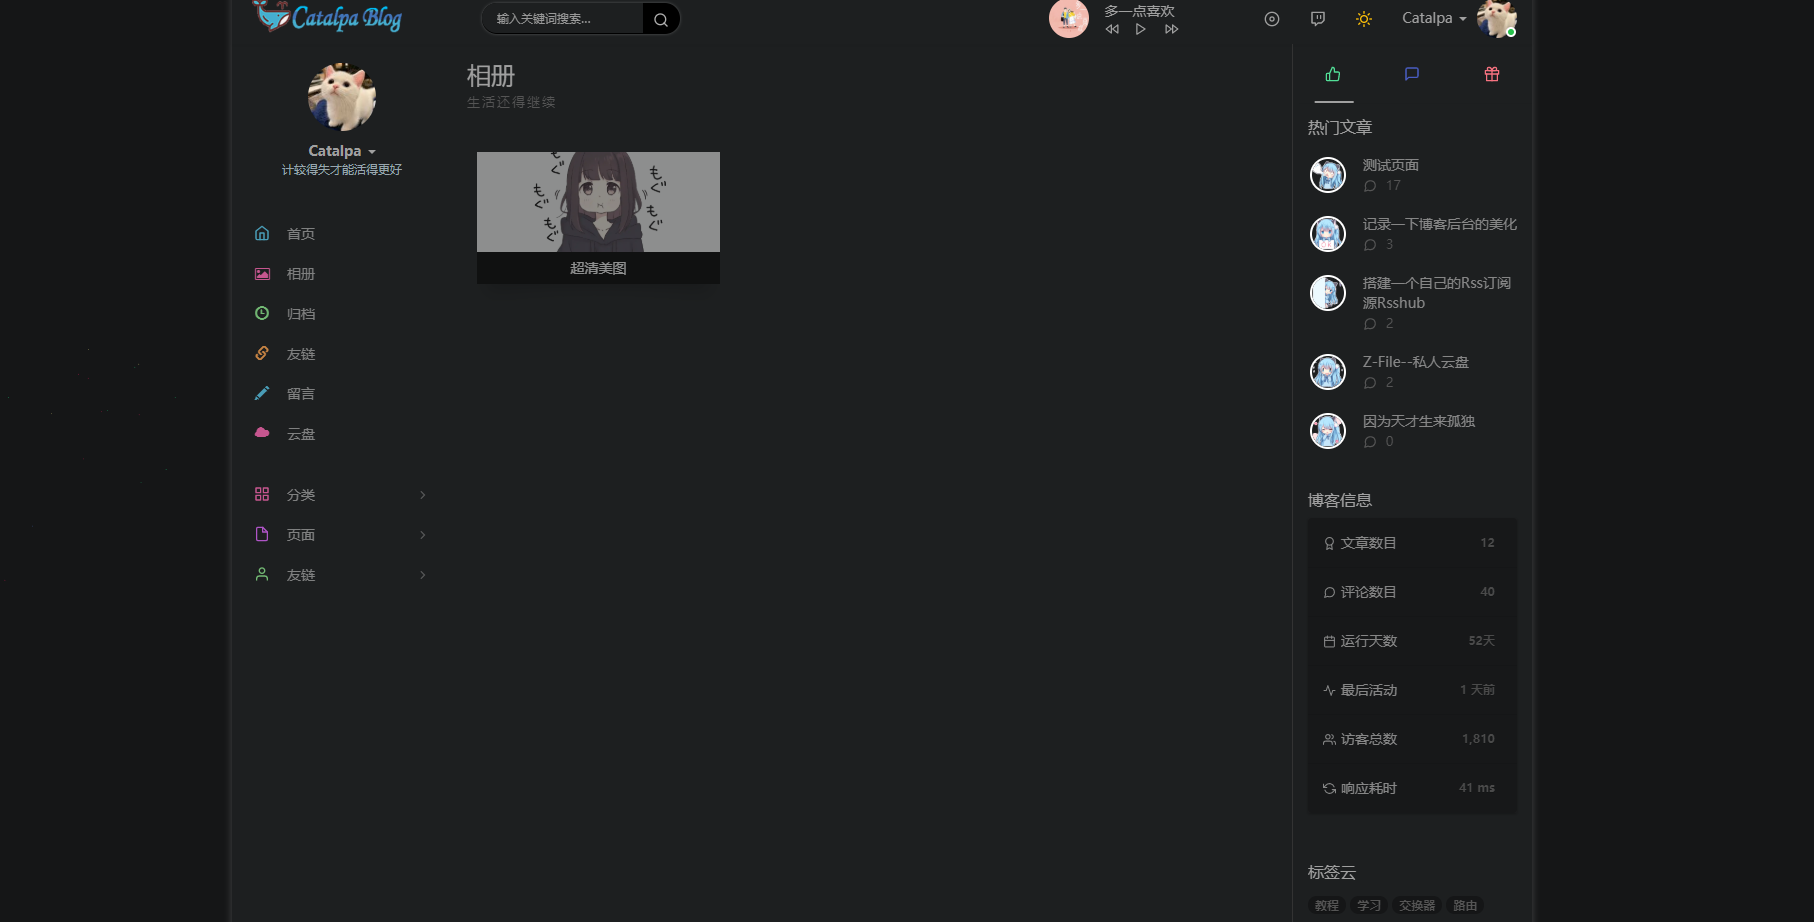 Catalpa Blog
输入关键词搜索...
多一点喜欢
Catalpa
Catalpa
计较得失才能活得更好
首页
相册
归档
友链
留言
云盘
分类
页面
友链
相册
生活还得继续
もぐ
もぐ
もぐ
もぐ
もぐ
超清美图
热门文章
测试页面
17
记录一下博客后台的美化
3
搭建一个自己的Rss订阅
源Rsshub
2
Z-File--私人云盘
2
因为天才生来孤独
0
博客信息
文章数目 12
评论数目 40
运行天数 52天
最后活动 1 天前
访客总数 1,810
响应耗时 41 ms
标签云
教程 学习 交换器 路由